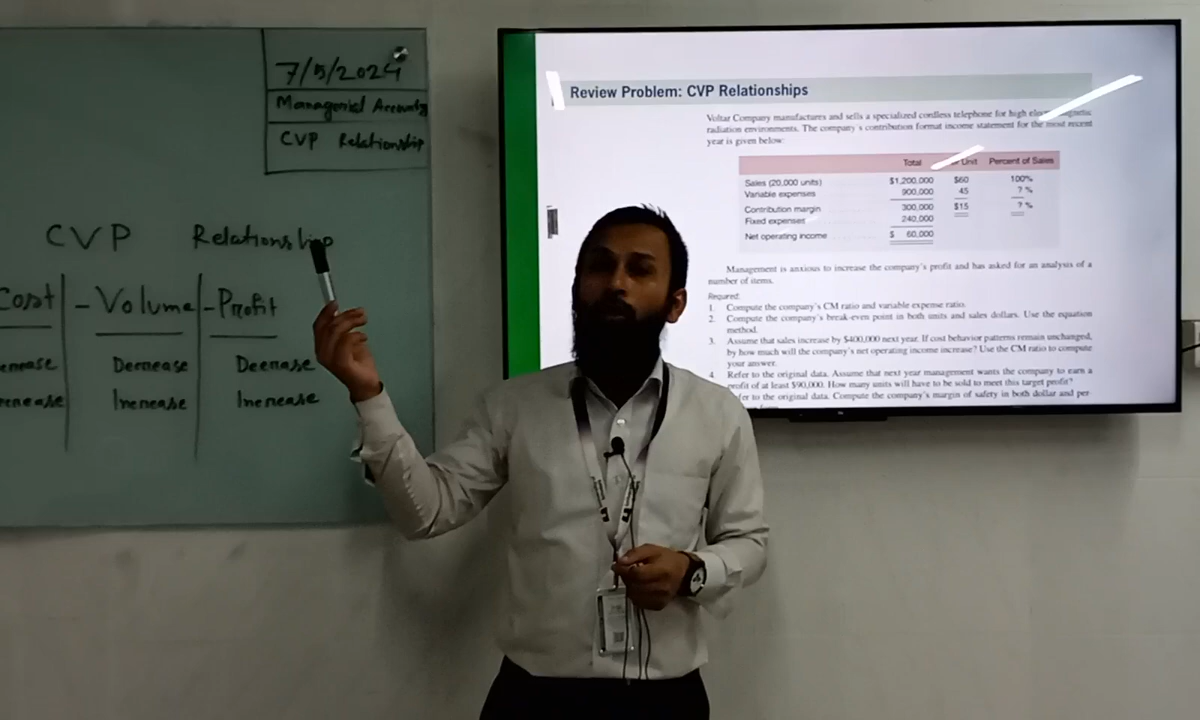 7/5/2024
Managerial Accounting
CVP Relationship
CVP Relationship
Cost - Volume - Profit
Decrease Decrease
Increase Increase
Review Problem: CVP Relationships
Voltar Company manufactures and sells a specialized cordless telephone for high
radiation environments. The company's contribution format income statement for the most recent
year is given below:
Total Unit Percent of Sales
Sales (20,000 units) $1,200,000 $60 100%
Variable expenses 900,000 45 ? %
Contribution margin 300,000 $15 ? %
Fixed expenses 240,000
Net operating income $ 60,000
Management is anxious to increase the company's profit and has asked for an analysis of a
number of items.
Required:
1. Compute the company's CM ratio and variable expense ratio.
2. Compute the company's break-even point in both units and sales dollars. Use the equation
method.
3. Assume that sales increase by $400,000 next year. If cost behavior patterns remain unchanged,
by how much will the company's net operating income increase? Use the CM ratio to compute
your answer.
4. Refer to the original data. Assume that next year management wants the company to earn a
profit of at least $90,000. How many units will have to be sold to meet this target profit?
to the original data. Compute the company's margin of safety in both dollar and per